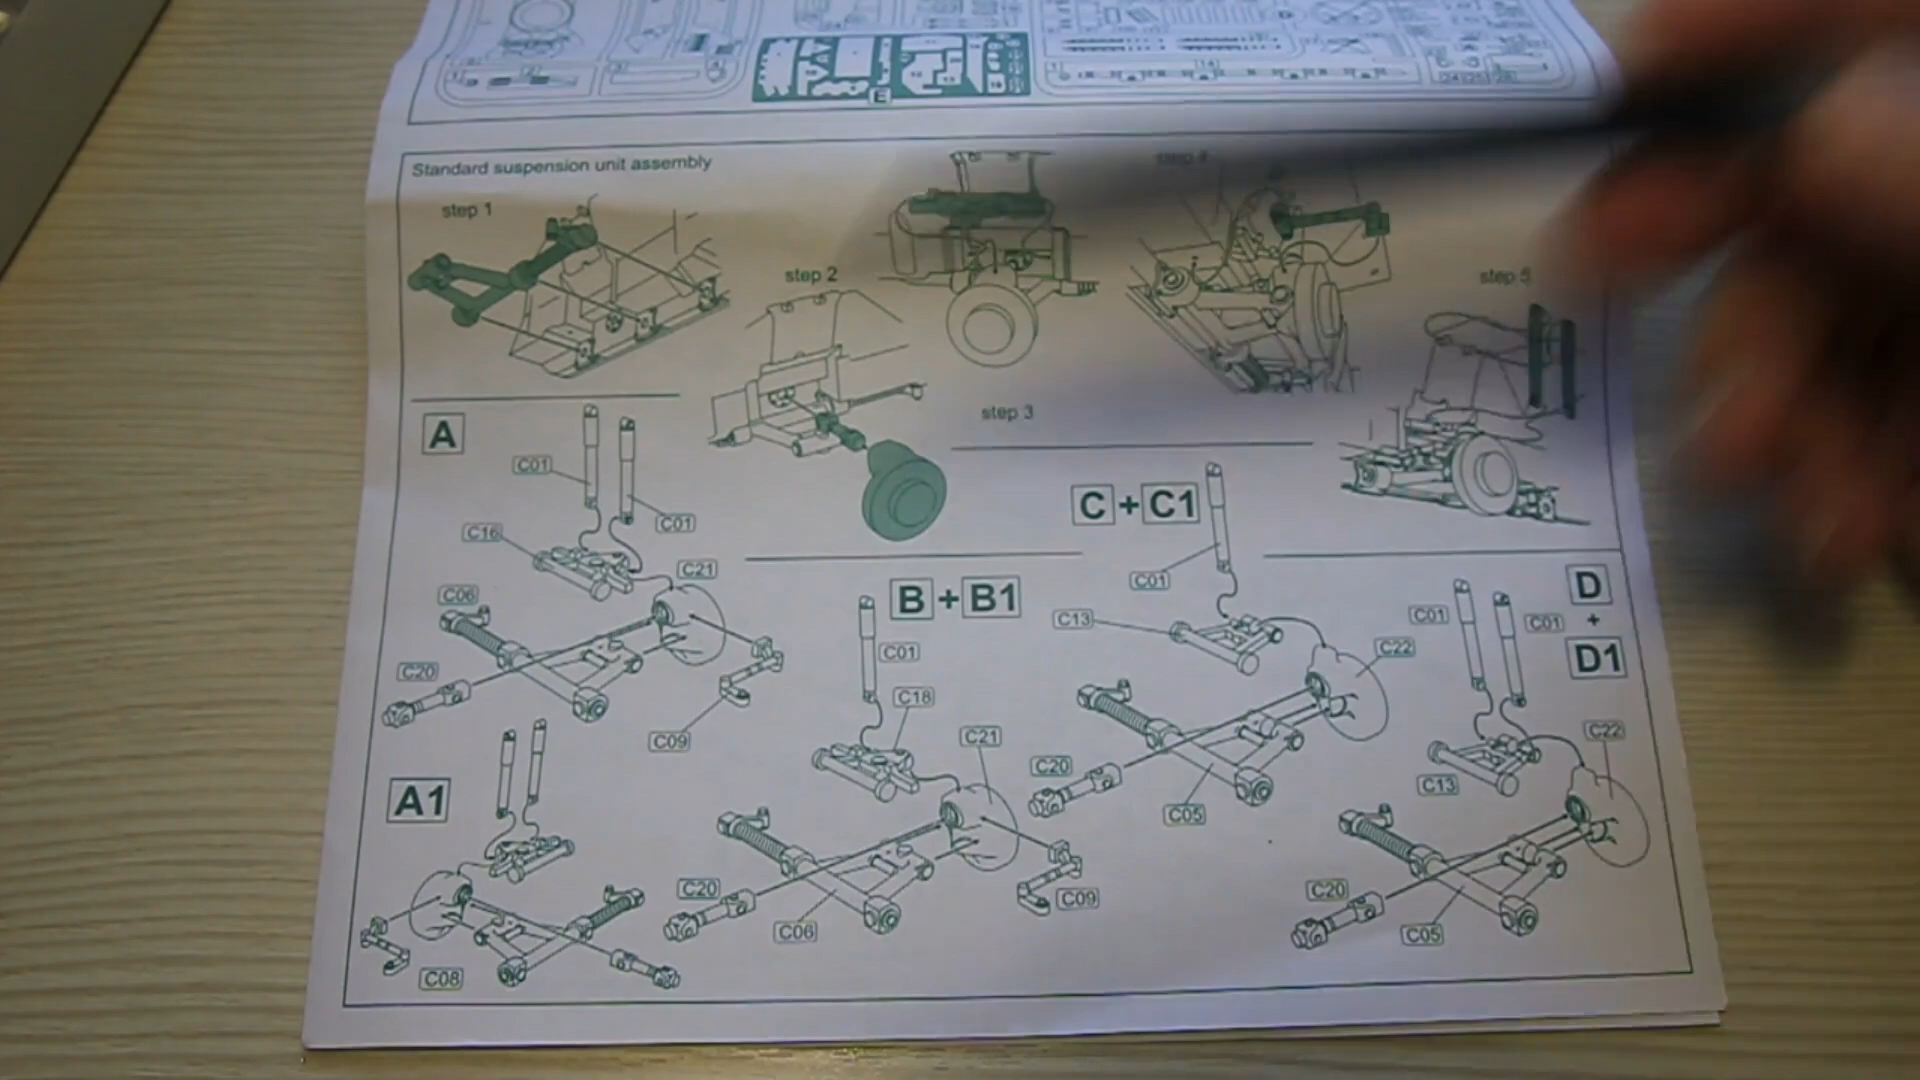 E
Standard suspension unit assembly
step 1
step 2
step 3
step 4
step 5
A
C01
C01
C16
C21
C06
C20
C09
A1
C08
B + B1
C01
C18
C21
C20
C06
C09
C + C1
C01
C13
C22
C20
C05
D
+
D1
C01
C01
C22
C13
C20
C05